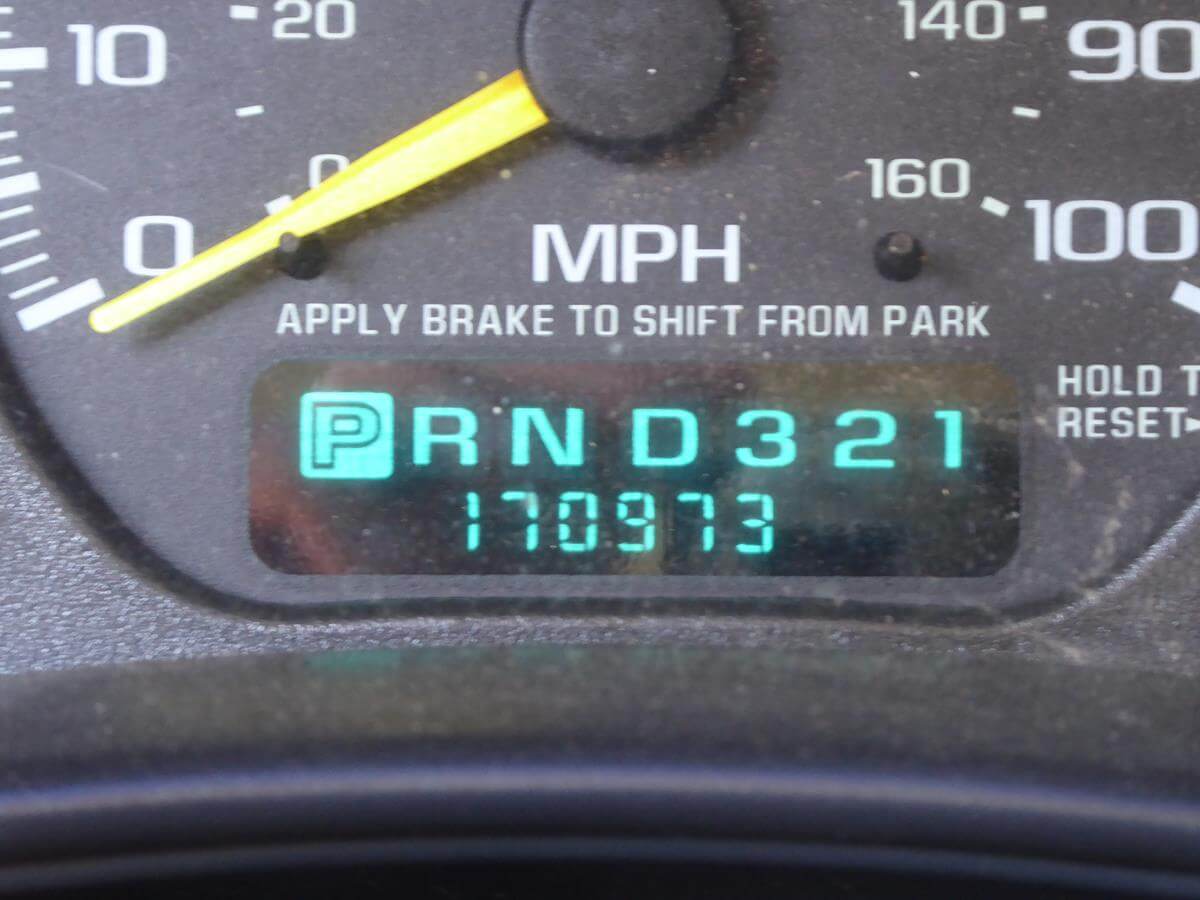 20
140
10
90
0
160
0
MPH
100
APPLY BRAKE TO SHIFT FROM PARK
HOLD T
RESET
P R N D 3 2 1
170973